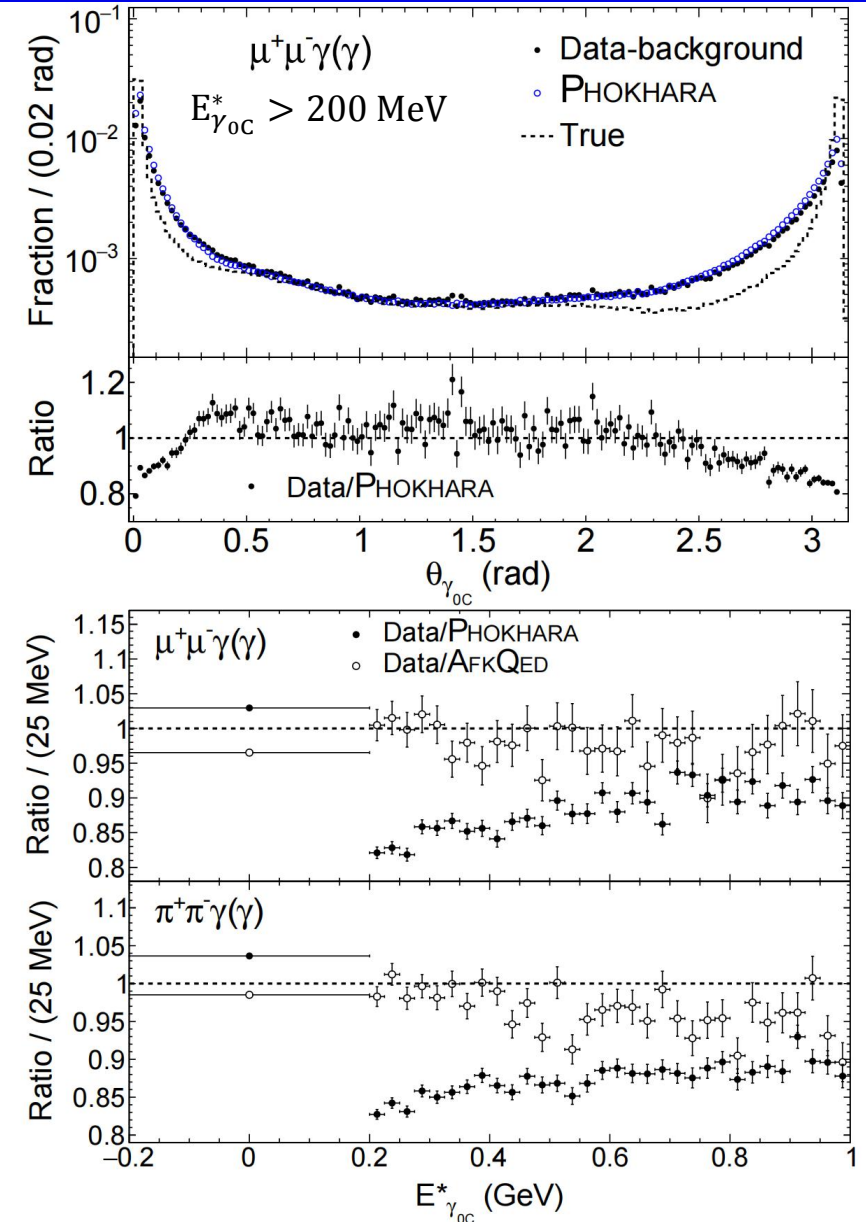 10⁻¹
10⁻²
10⁻³
Fraction / (0.02 rad)
μ⁺μ⁻γ(γ)
E*γ₀C > 200 MeV
Data-background
PHOKHARA
True
1.2
1
0.8
Ratio
Data/PHOKHARA
0 0.5 1 1.5 2 2.5 3
θγ₀C (rad)
1.15
1.1
1.05
1
0.95
0.9
0.85
0.8
Ratio / (25 MeV)
μ⁺μ⁻γ(γ)
Data/PHOKHARA
Data/AFKQED
1.1
1.05
1
0.95
0.9
0.85
0.8
Ratio / (25 MeV)
π⁺π⁻γ(γ)
−0.2 0 0.2 0.4 0.6 0.8 1
E*γ₀C (GeV)